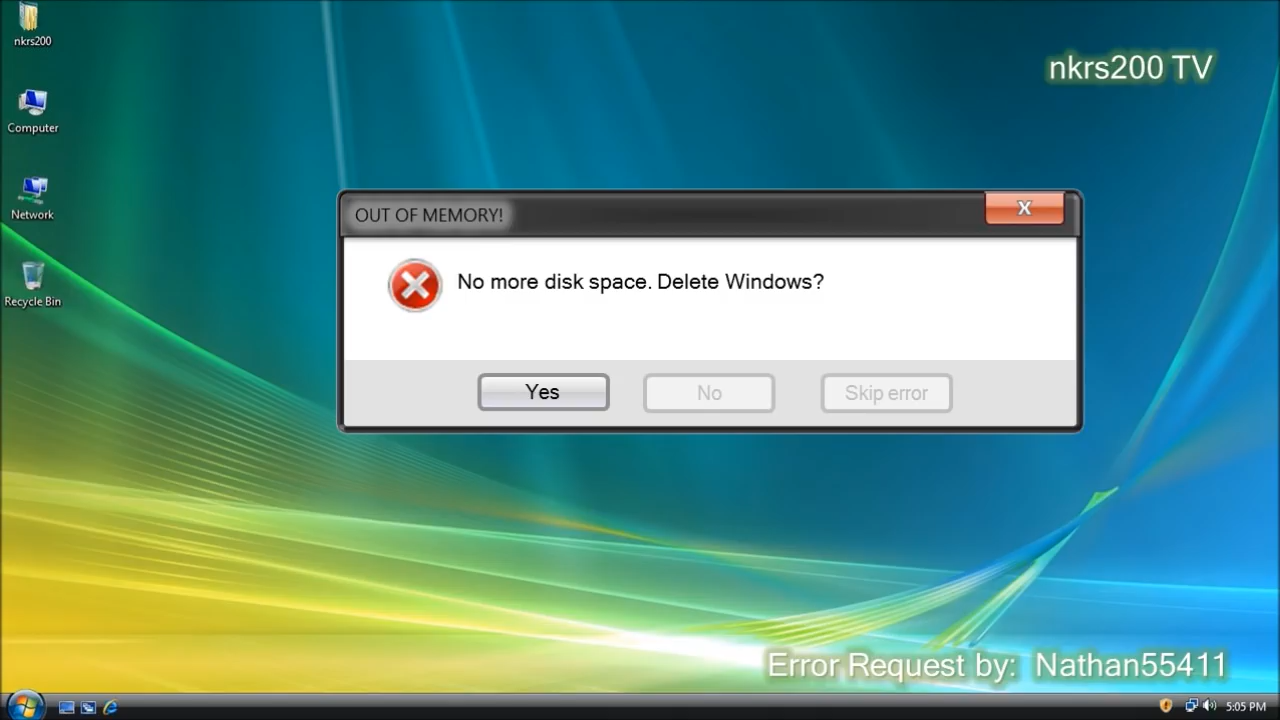 nkrs200
nkrs200 TV
Computer
Network
Recycle Bin
OUT OF MEMORY!
X
No more disk space. Delete Windows?
Yes
No
Skip error
Error Request by: Nathan55411
5:05 PM